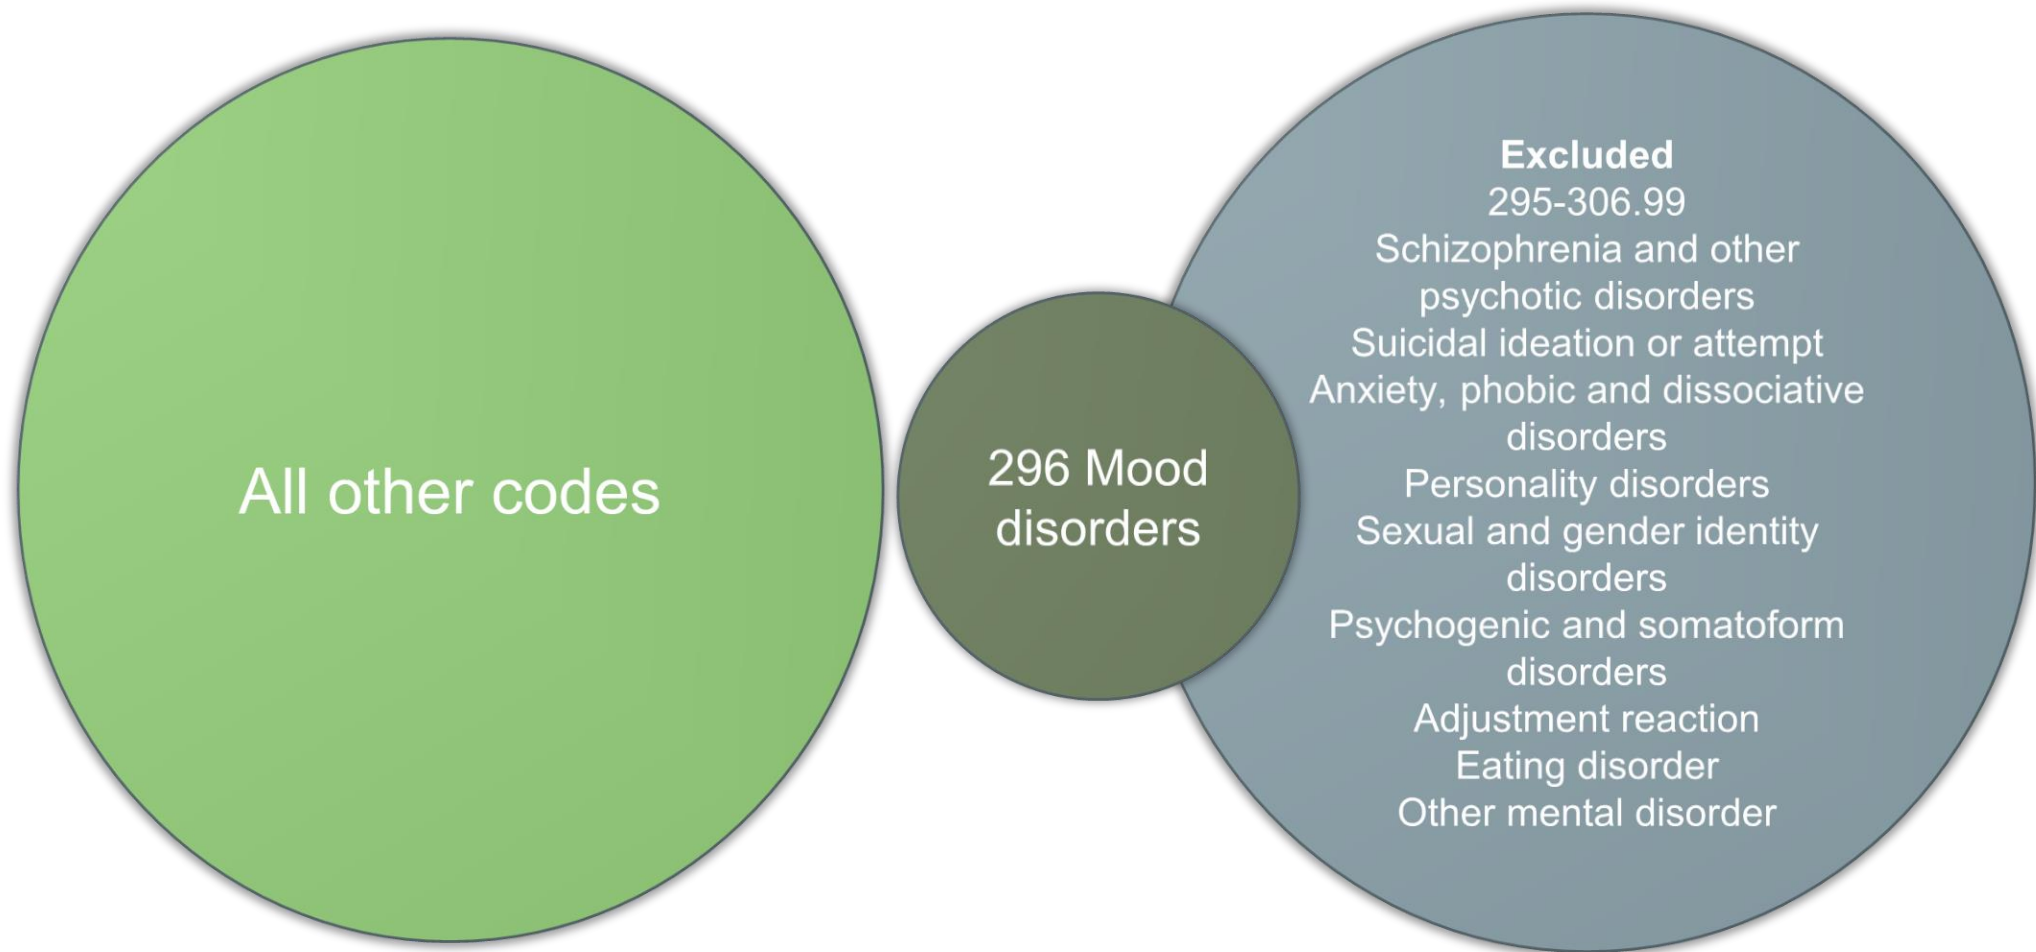 All other codes
296 Mood
disorders
Excluded
295-306.99
Schizophrenia and other
psychotic disorders
Suicidal ideation or attempt
Anxiety, phobic and dissociative
disorders
Personality disorders
Sexual and gender identity
disorders
Psychogenic and somatoform
disorders
Adjustment reaction
Eating disorder
Other mental disorder